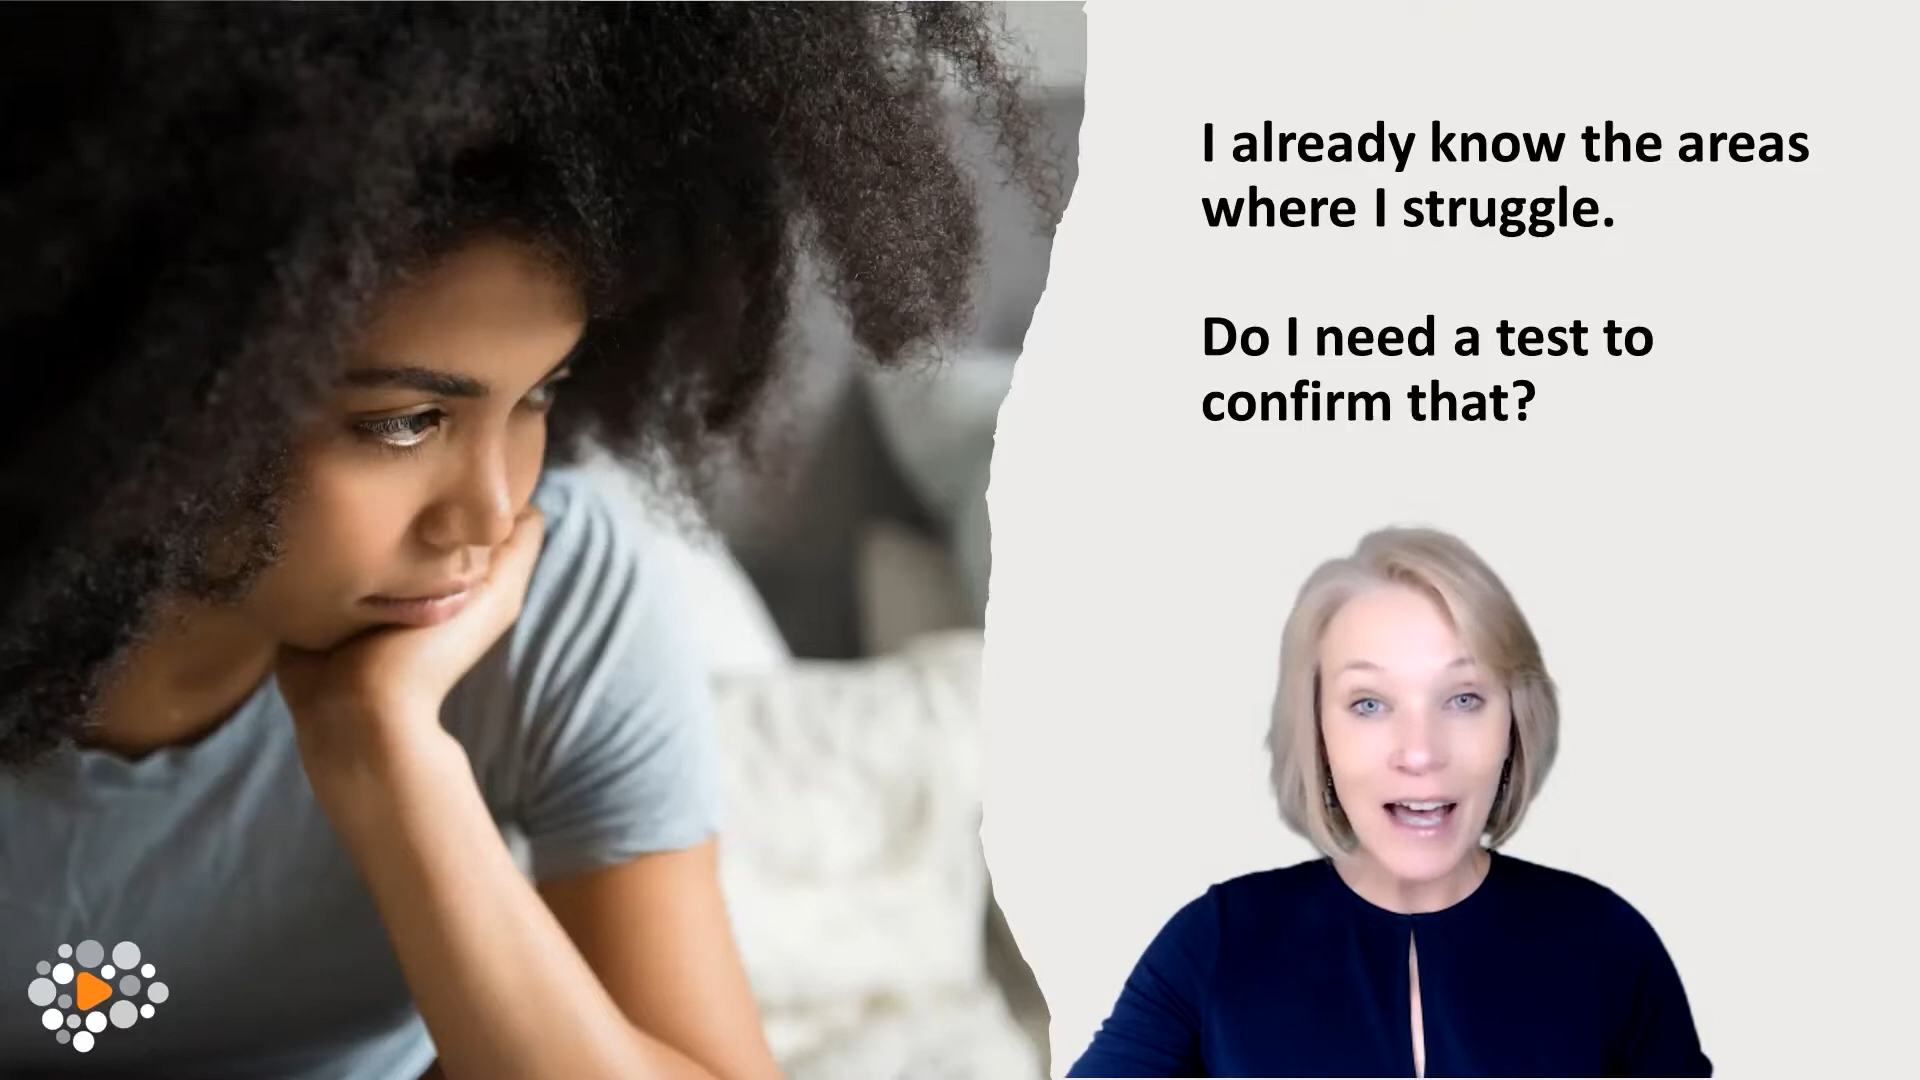 I already know the areas
where I struggle.
Do I need a test to
confirm that?